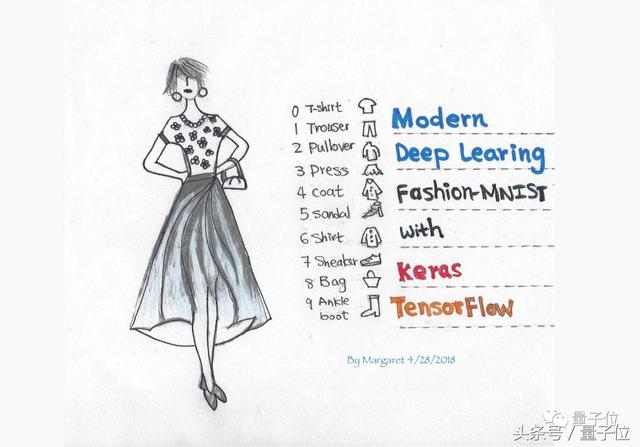 0 T-shirt
1 Trouser
2 Pullover
3 Dress
4 Coat
5 Sandal
6 Shirt
7 Sneaker
8 Bag
9 Ankle
boot
Modern
Deep Learing
Fashion-MNIST
with
Keras
TensorFlow
By Margaret 4/28/2018
量子位
头条号 / 量子位